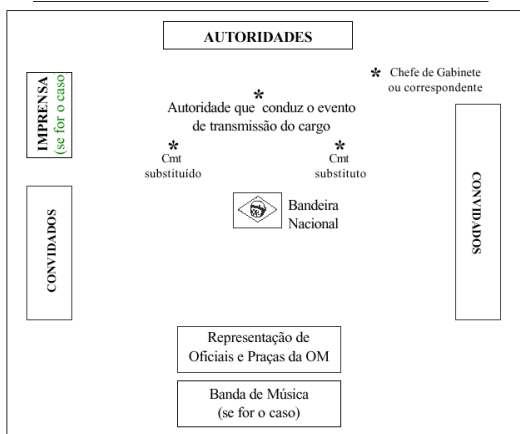 AUTORIDADES
* Chefe de Gabinete
ou correspondente
IMPRENSA
(se for o caso)
*
Autoridade que conduz o evento
de transmissão do cargo
*
Cmt
substituído
*
Cmt
substituto
CONVIDADOS
CONVIDADOS
Bandeira
Nacional
Representação de
Oficiais e Praças da OM
Banda de Música
(se for o caso)